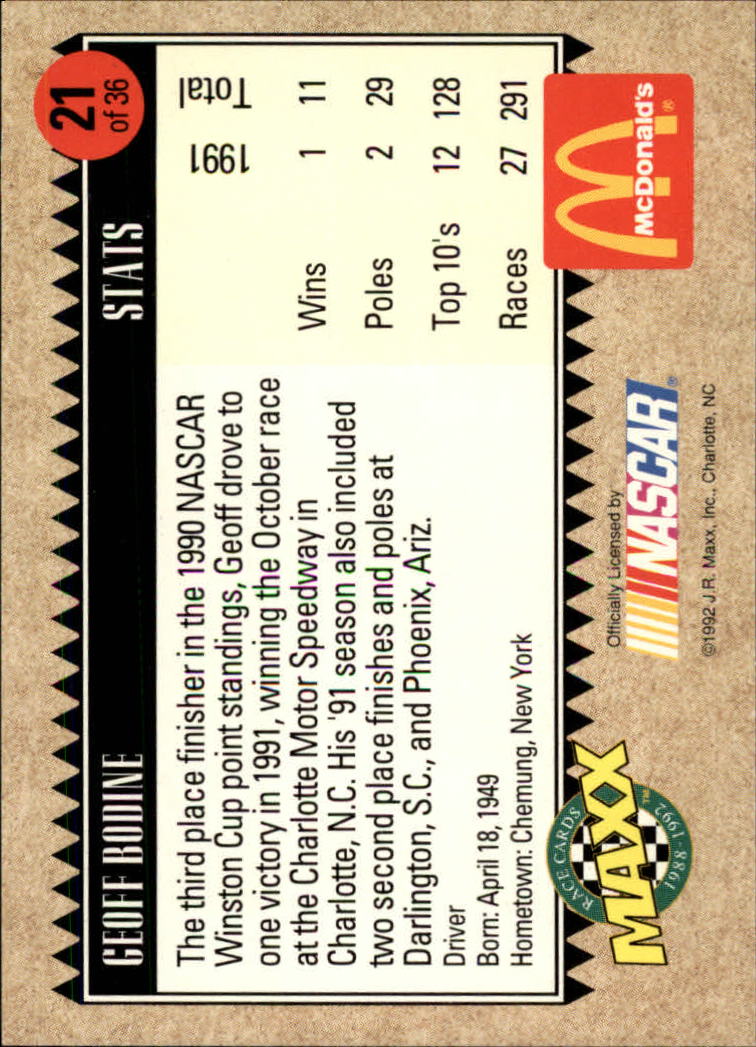 21
of 36
GEOFF BODINE STATS
The third place finisher in the 1990 NASCAR
Winston Cup point standings, Geoff drove to
one victory in 1991, winning the October race
at the Charlotte Motor Speedway in
Charlotte, N.C. His '91 season also included
two second place finishes and poles at
Darlington, S.C., and Phoenix, Ariz.
Driver
Born: April 18, 1949
Hometown: Chemung, New York
1991 Total
Wins 1 11
Poles 2 29
Top 10's 12 128
Races 27 291
RACE CARDS
MAXX™
1988-1992
Officially Licensed by
NASCAR®
©1992 J.R. Maxx, Inc., Charlotte, NC
McDonald's®